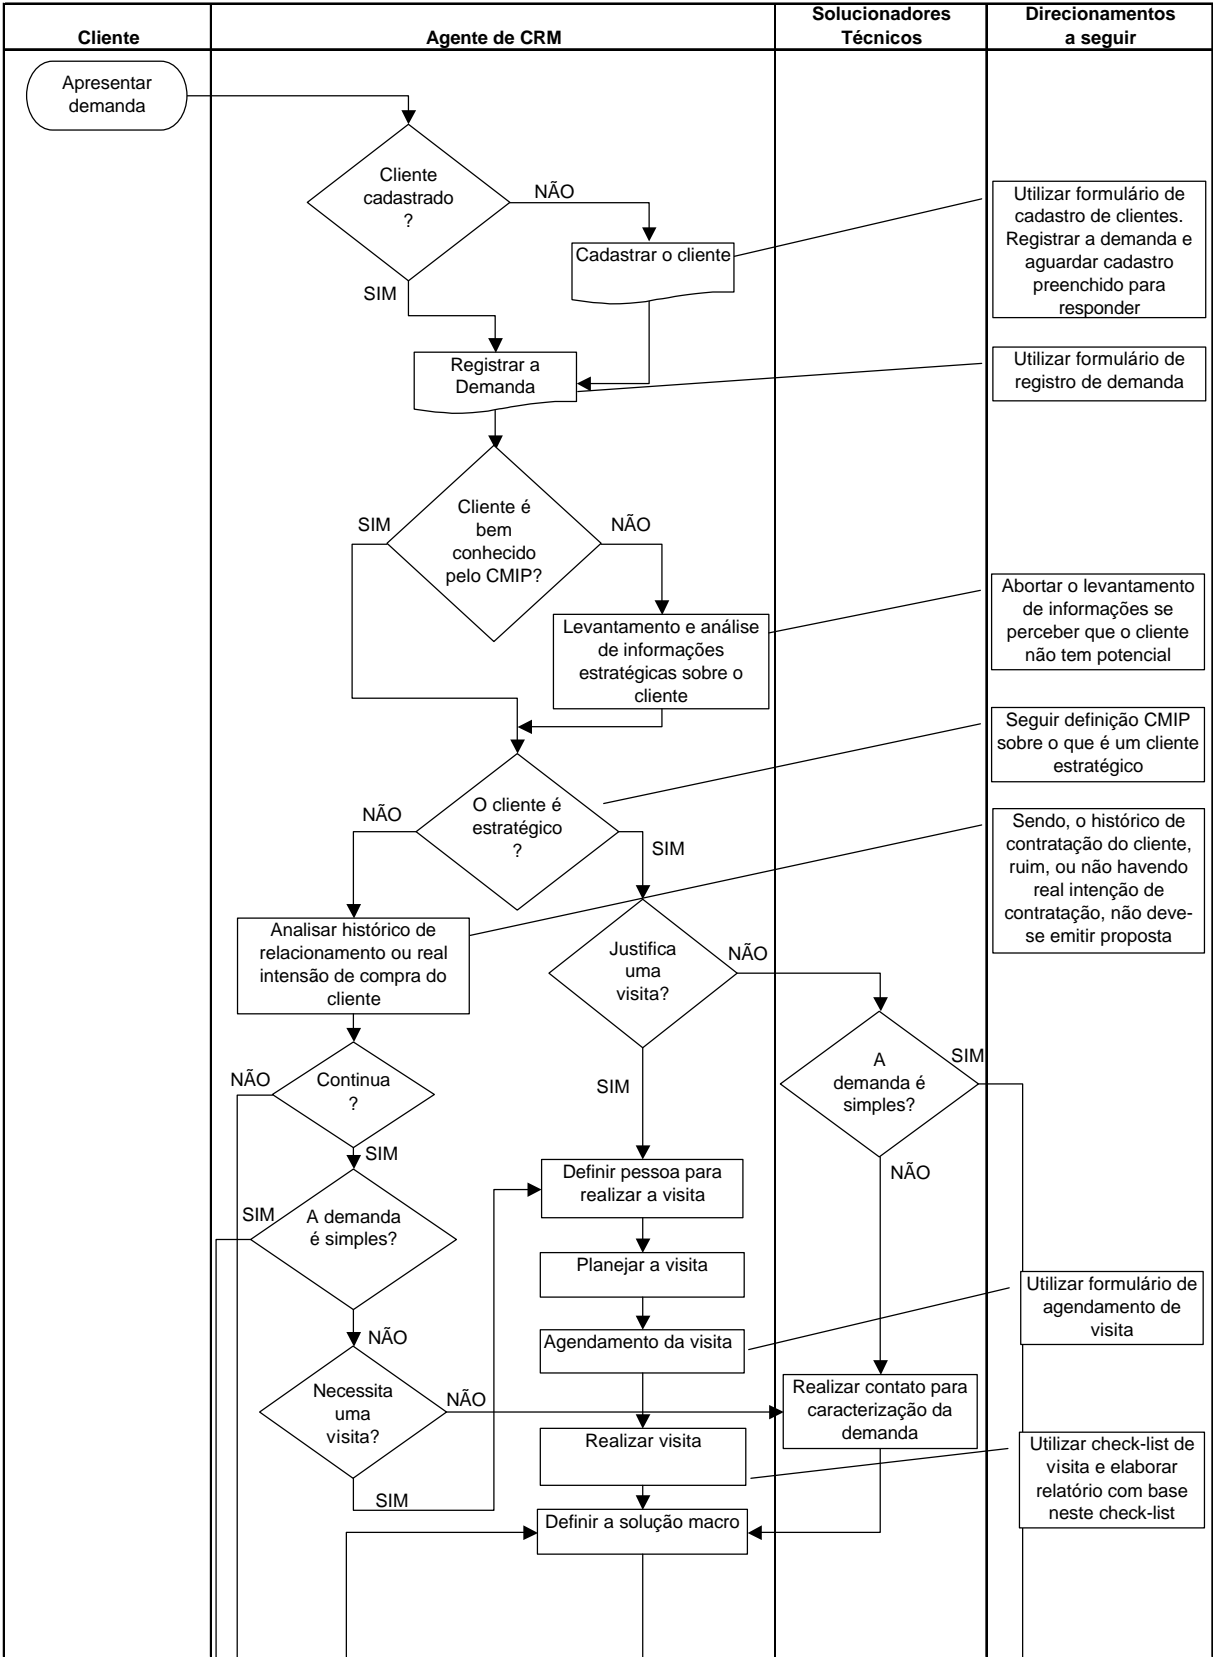 Cliente
Agente de CRM
Solucionadores
Técnicos
Direcionamentos
a seguir
Apresentar
demanda
Cliente
cadastrado
?
NÃO
SIM
Cadastrar o cliente
Utilizar formulário de
cadastro de clientes.
Registrar a demanda e
aguardar cadastro
preenchido para
responder
Registrar a
Demanda
Utilizar formulário de
registro de demanda
Cliente é
bem
conhecido
pelo CMIP?
SIM
NÃO
Levantamento e análise
de informações
estratégicas sobre o
cliente
Abortar o levantamento
de informações se
perceber que o cliente
não tem potencial
O cliente é
estratégico
?
NÃO
SIM
Seguir definição CMIP
sobre o que é um cliente
estratégico
Sendo, o histórico de
contratação do cliente,
ruim, ou não havendo
real intenção de
contratação, não deve-
se emitir proposta
Analisar histórico de
relacionamento ou real
intensão de compra do
cliente
Justifica
uma
visita?
NÃO
SIM
A
demanda é
simples?
SIM
NÃO
Continua
?
NÃO
SIM
A demanda
é simples?
SIM
NÃO
Definir pessoa para
realizar a visita
Planejar a visita
Agendamento da visita
Utilizar formulário de
agendamento de
visita
Necessita
uma
visita?
NÃO
SIM
Realizar contato para
caracterização da
demanda
Realizar visita
Utilizar check-list de
visita e elaborar
relatório com base
neste check-list
Definir a solução macro